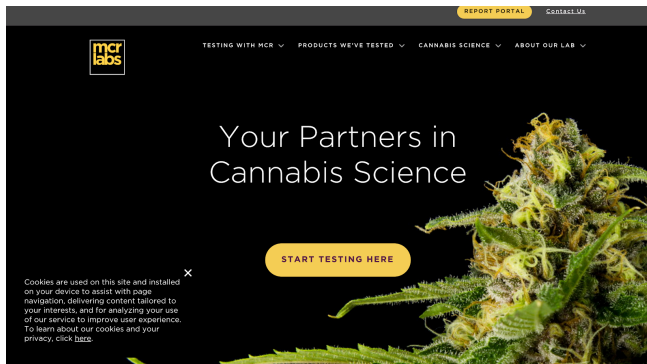 REPORT PORTAL
Contact Us
mcr
labs
TESTING WITH MCR
PRODUCTS WE'VE TESTED
CANNABIS SCIENCE
ABOUT OUR LAB
Your Partners in
Cannabis Science
START TESTING HERE
Cookies are used on this site and installed
on your device to assist with page
navigation, delivering content tailored to
your interests, and for analyzing your use
of our service to improve user experience.
To learn about our cookies and your
privacy, click here.